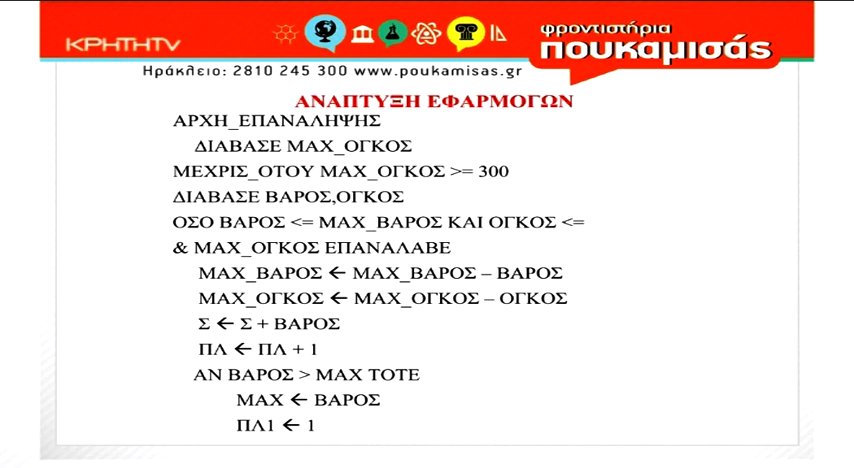 ΚΡΗΤΗTV
φροντιστήρια
πουκαμισάς
Ηράκλειο: 2810 245 300 www.poukamisas.gr
ΑΝΑΠΤΥΞΗ ΕΦΑΡΜΟΓΩΝ
ΑΡΧΗ_ΕΠΑΝΑΛΗΨΗΣ
ΔΙΑΒΑΣΕ ΜΑΧ_ΟΓΚΟΣ
ΜΕΧΡΙΣ_ΟΤΟΥ ΜΑΧ_ΟΓΚΟΣ >= 300
ΔΙΑΒΑΣΕ ΒΑΡΟΣ,ΟΓΚΟΣ
ΟΣΟ ΒΑΡΟΣ <= ΜΑΧ_ΒΑΡΟΣ ΚΑΙ ΟΓΚΟΣ <=
& ΜΑΧ_ΟΓΚΟΣ ΕΠΑΝΑΛΑΒΕ
ΜΑΧ_ΒΑΡΟΣ ← ΜΑΧ_ΒΑΡΟΣ – ΒΑΡΟΣ
ΜΑΧ_ΟΓΚΟΣ ← ΜΑΧ_ΟΓΚΟΣ – ΟΓΚΟΣ
Σ ← Σ + ΒΑΡΟΣ
ΠΛ ← ΠΛ + 1
ΑΝ ΒΑΡΟΣ > ΜΑΧ ΤΟΤΕ
ΜΑΧ ← ΒΑΡΟΣ
ΠΛ1 ← 1